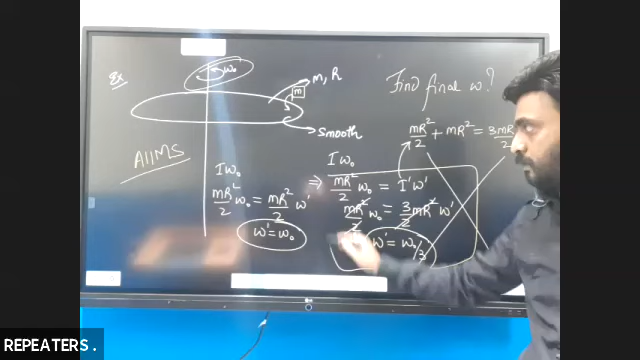 Ex
ω₀
m, R
m
S
smooth
AIIMS
Find final ω?
mR²/2 + mR² = 3mR²/2
Iω₀
mR²/2 ω₀ = mR²/2 ω'
ω' = ω₀
Iω₀
⇒ mR²/2 ω₀ = I'ω'
mR²/2 ω₀ = 3/2 mR² ω'
ω' = ω₀/3
REPEATERS .